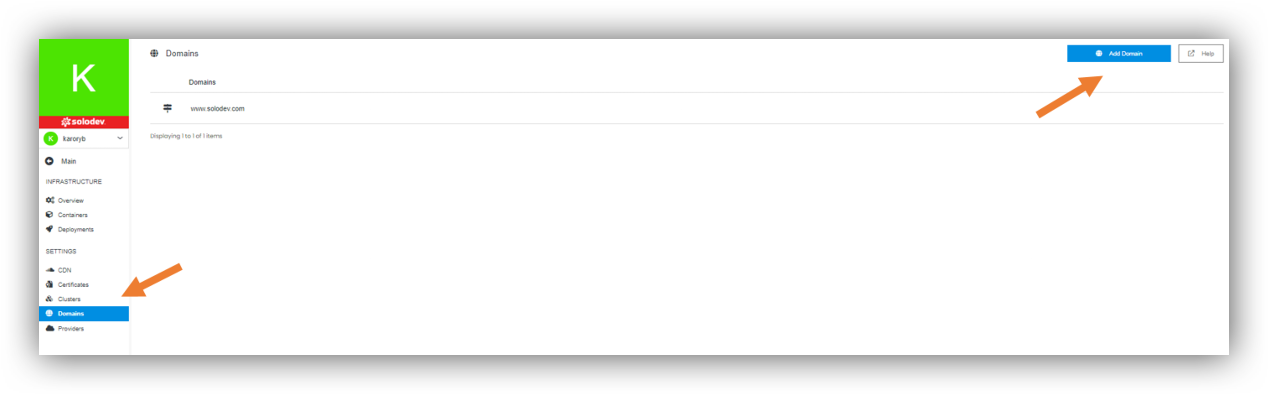 K
solodev
K karoryb
Main
INFRASTRUCTURE
Overview
Containers
Deployments
SETTINGS
CDN
Certificates
Clusters
Domains
Providers
Domains
Add Domain
Help
Domains
www.solodev.com
Displaying 1 to 1 of 1 items